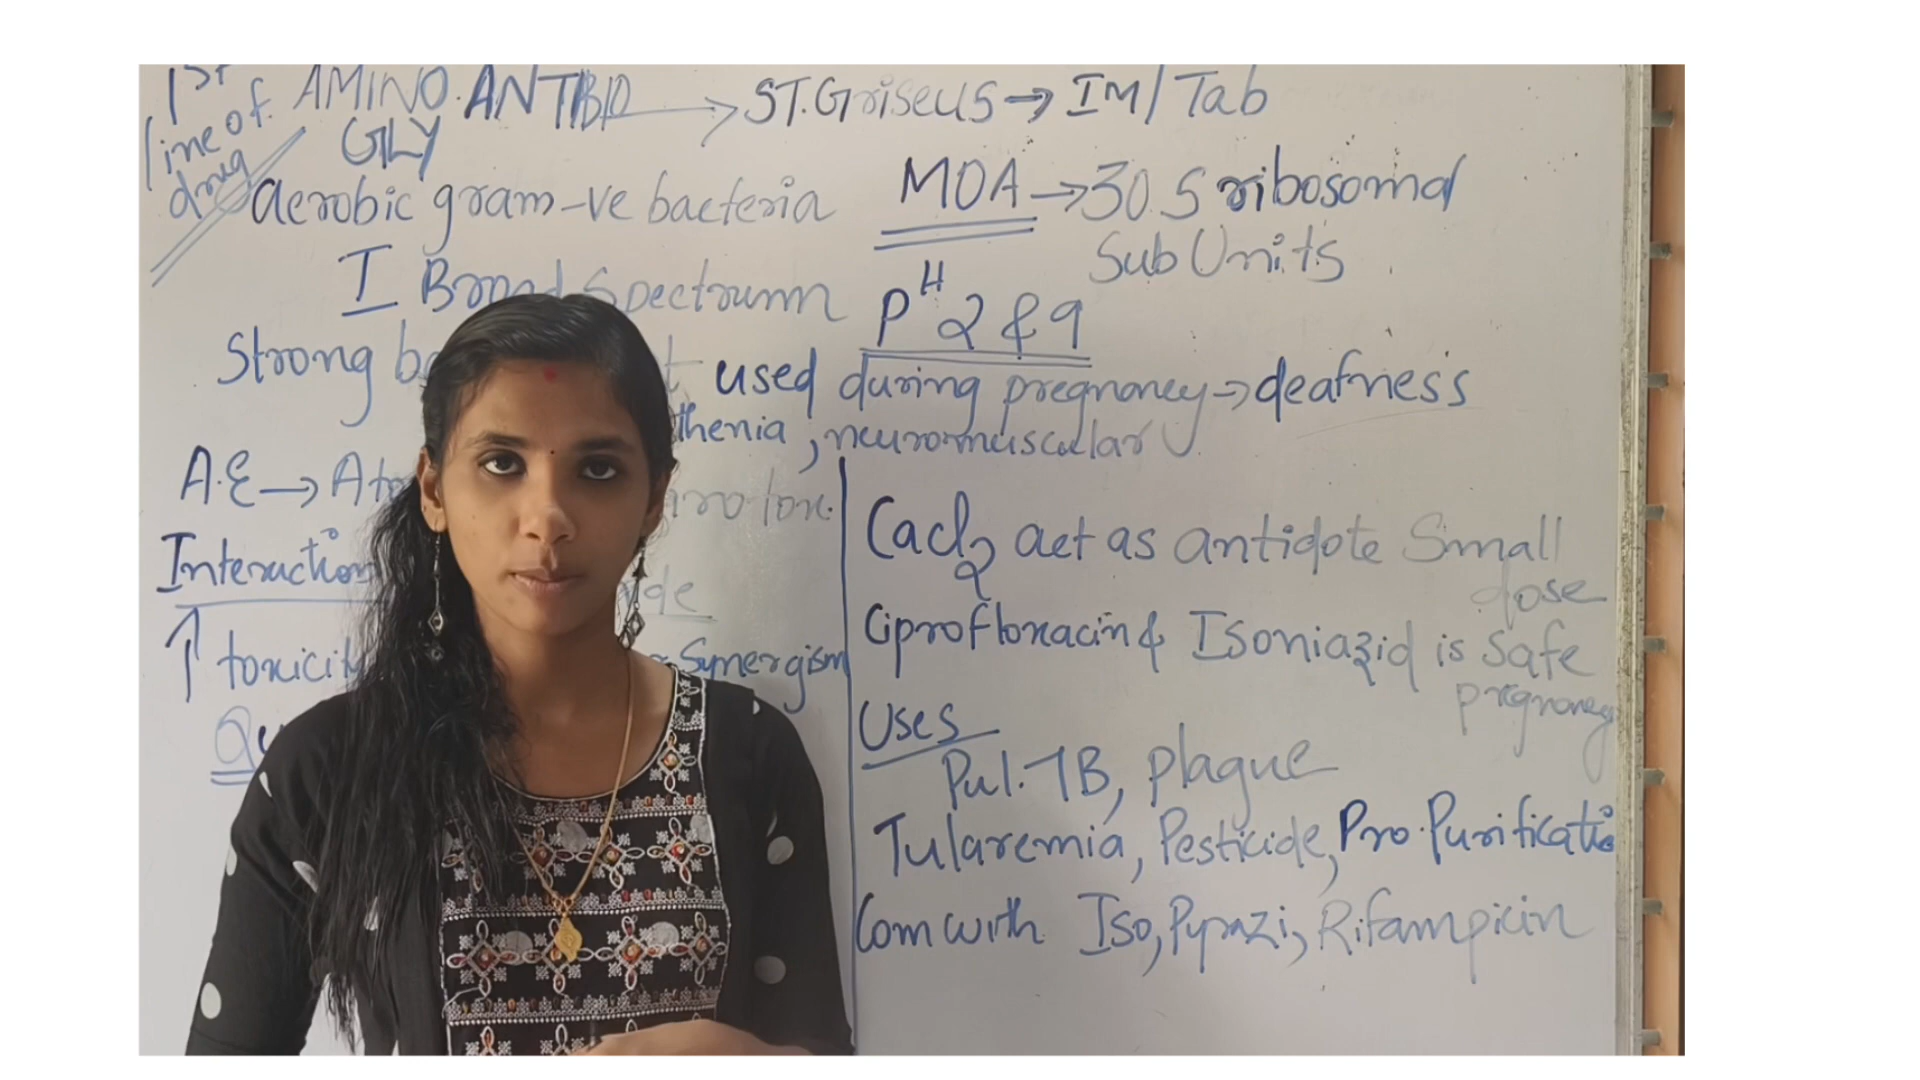 1st
line of
drug
AMINO. ANTIBIO → ST.Griseus → IM/ Tab
GLY
aerobic gram -ve bacteria
MOA → 30 S ribosomal
Sub Units
I Broad Spectrum
PH 2 & 9
Strong
used during pregnancy → deafness
thenia, neuromuscular
A.E →
Interaction
↑ toxicity
Synergism
Cacl2 act as antidote Small
dose
Ciprofloxacin & Isoniazid is safe
pregnancy
Uses
Pul. TB, plague
Tularemia, Pesticide, Pro. Purificatio
Com with Iso, Pyrazi, Rifampicin